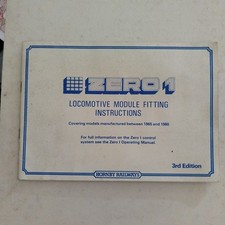 ZERO 1
LOCOMOTIVE MODULE FITTING
INSTRUCTIONS
Covering models manufactured between 1965 and 1980
For full information on the Zero 1 control
system see the Zero 1 Operating Manual.
3rd Edition
HORNBY RAILWAYS